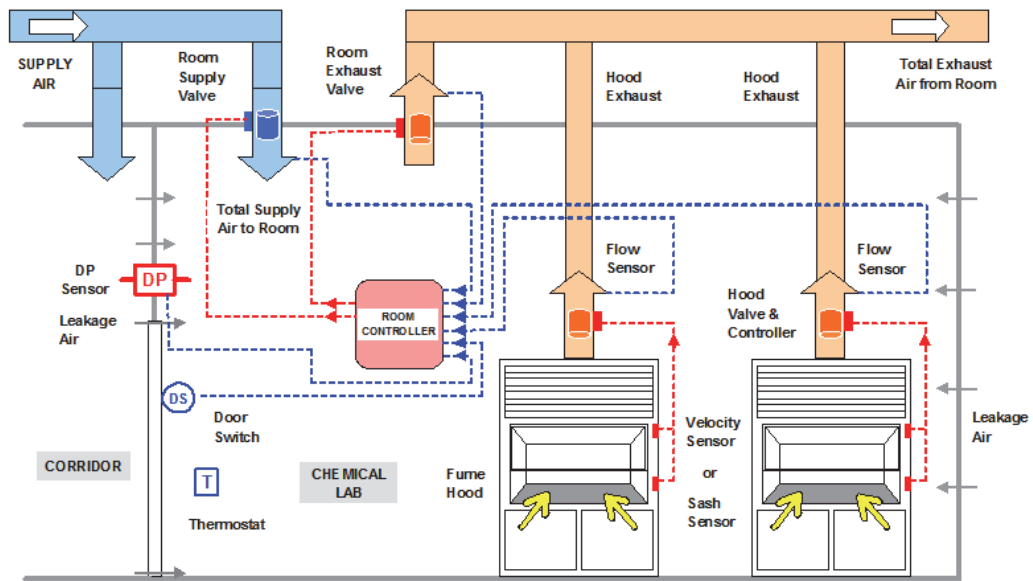 SUPPLY
AIR
Room
Supply
Valve
Room
Exhaust
Valve
Hood
Exhaust
Hood
Exhaust
Total Exhaust
Air from Room
Total Supply
Air to Room
DP
Sensor
DP
Leakage
Air
ROOM
CONTROLLER
Flow
Sensor
Flow
Sensor
Hood
Valve &
Controller
DS
Door
Switch
CORRIDOR
T
Thermostat
CHEMICAL
LAB
Fume
Hood
Velocity
Sensor
or
Sash
Sensor
Leakage
Air